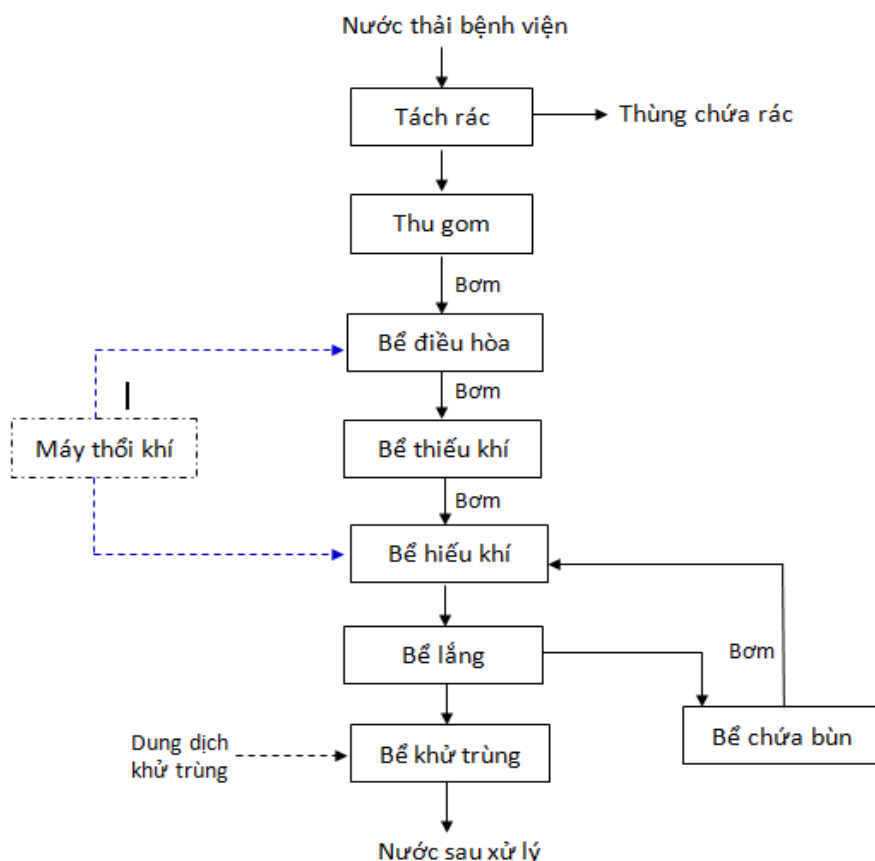 Nước thải bệnh viện
Tách rác
Thùng chứa rác
Thu gom
Bơm
Bể điều hòa
Bơm
Máy thổi khí
Bể thiếu khí
Bơm
Bể hiếu khí
Bể lắng
Bơm
Bể chứa bùn
Dung dịch
khử trùng
Bể khử trùng
Nước sau xử lý